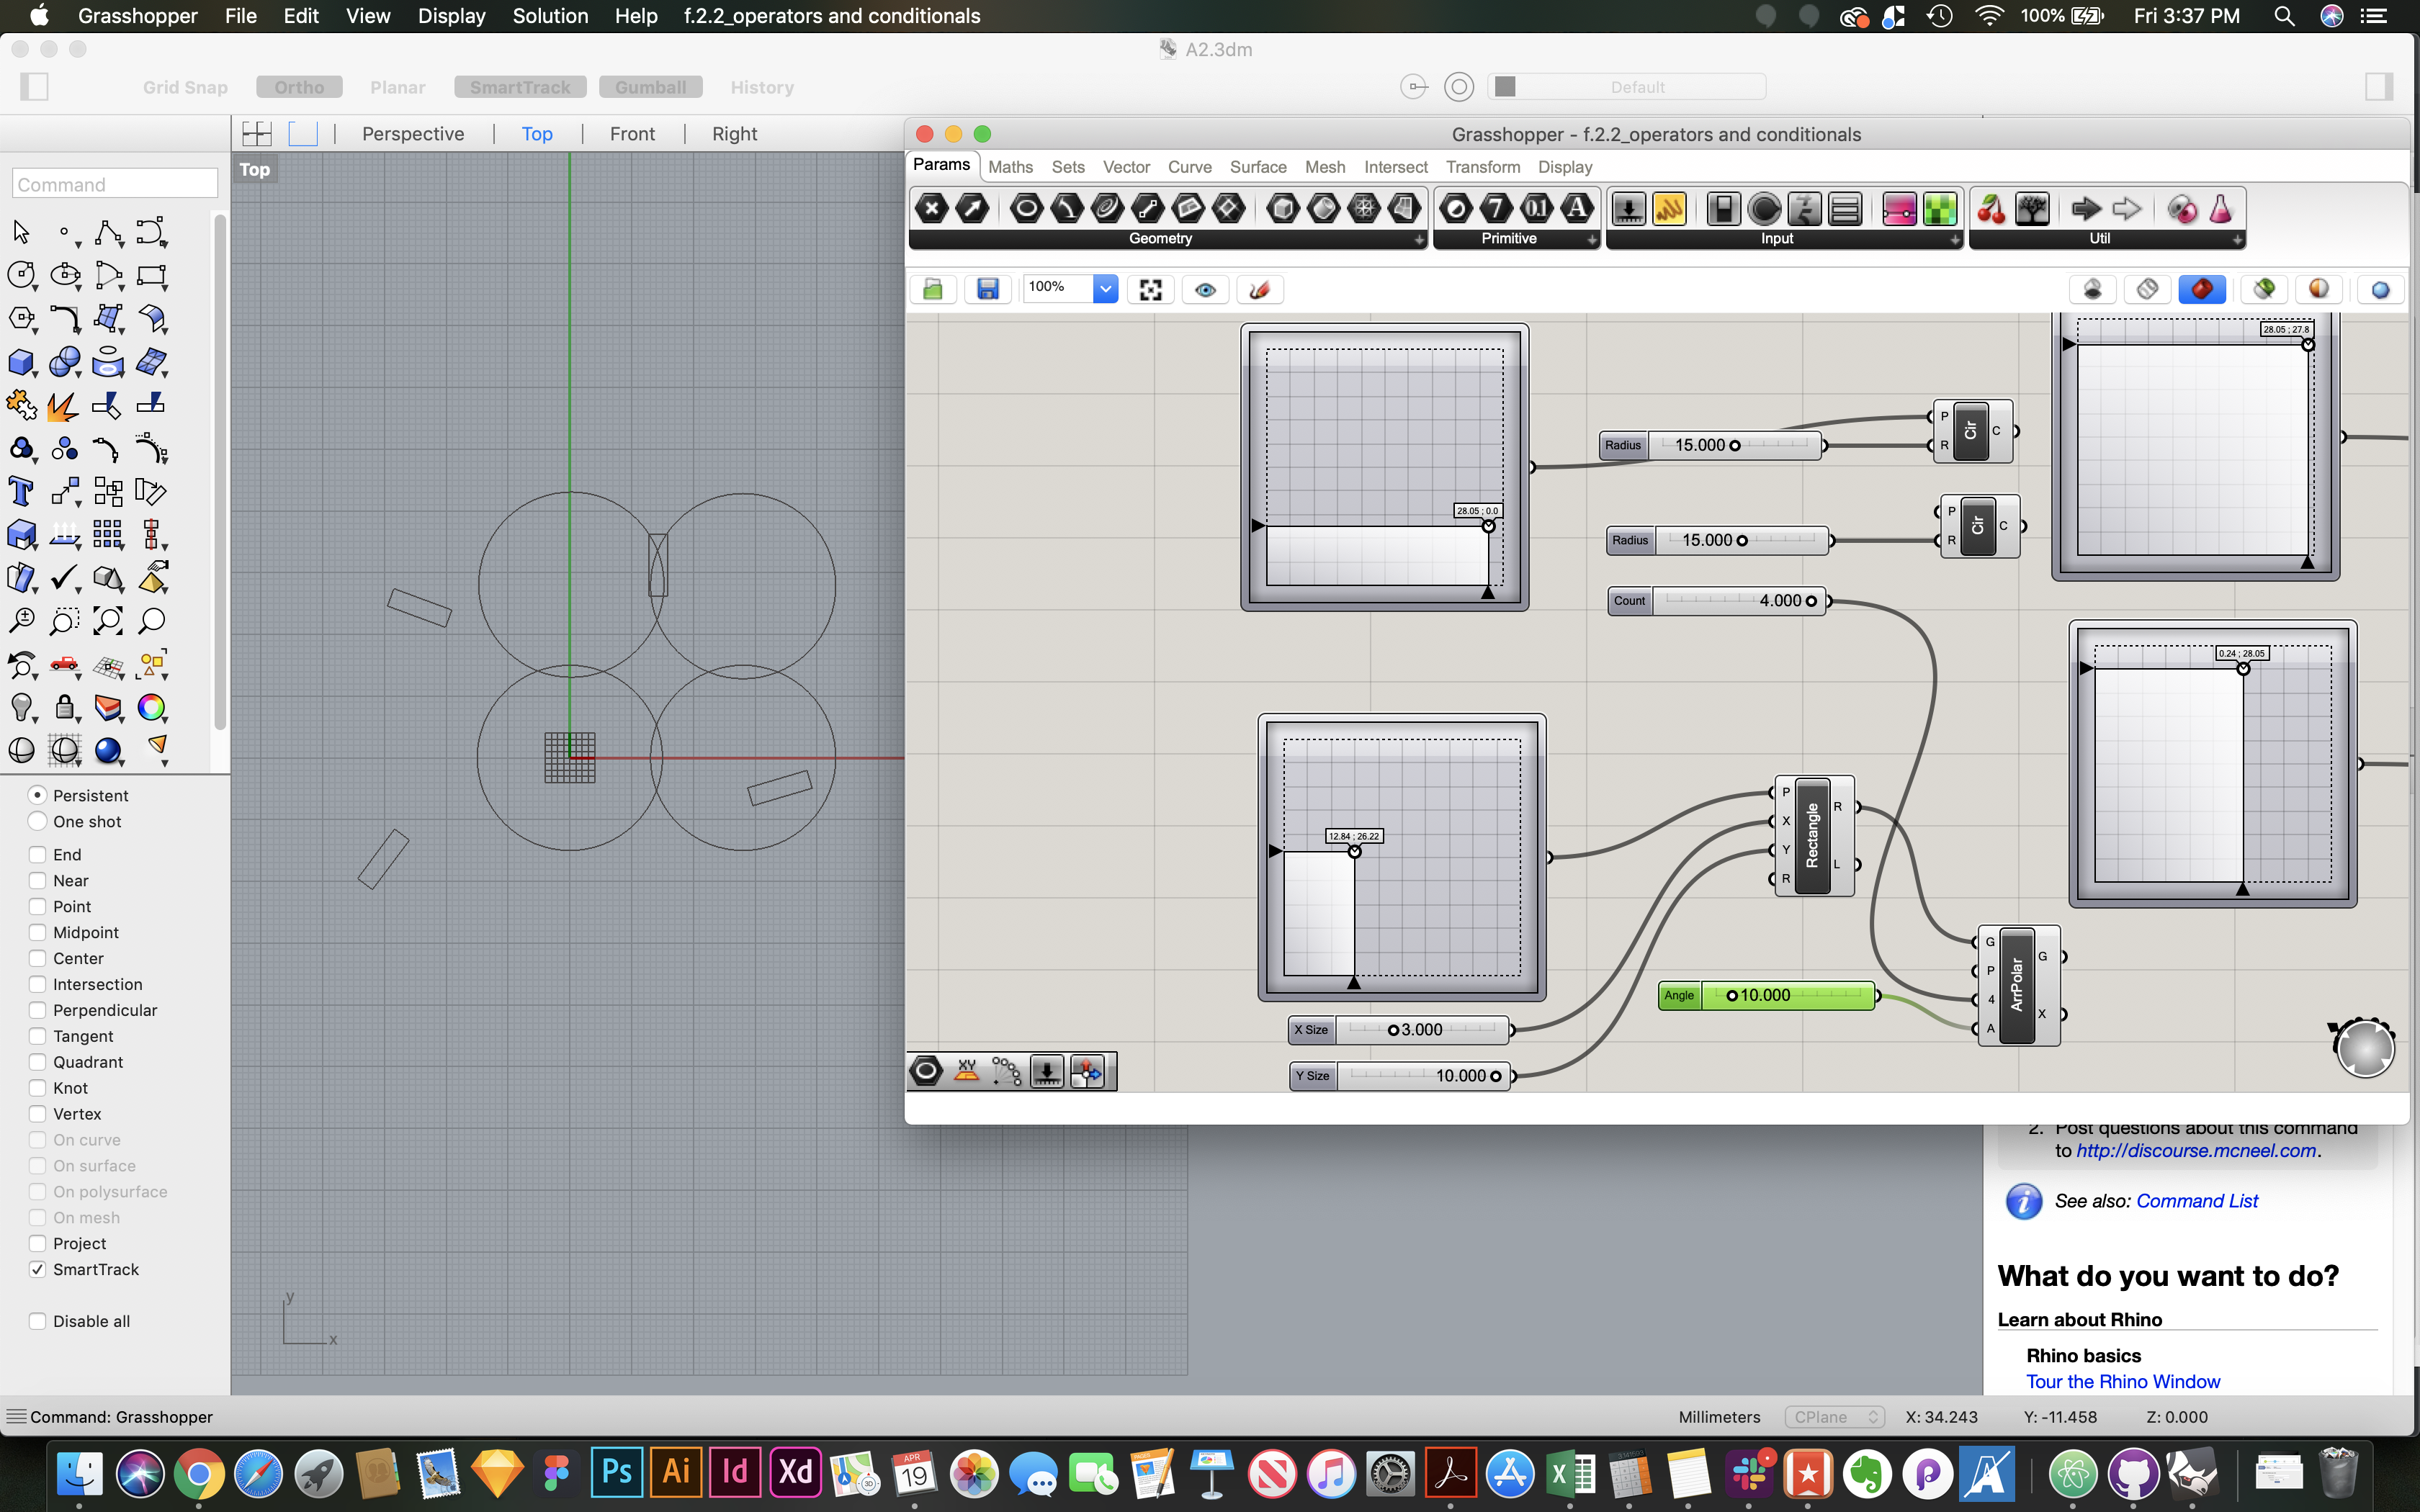 Grasshopper File Edit View Display Solution Help f.2.2_operators and conditionals 100% Fri 3:37 PM
A2.3dm
Grid Snap Ortho Planar SmartTrack Gumball History Default
Perspective Top Front Right
Top
Command
Grasshopper - f.2.2_operators and conditionals
Params Maths Sets Vector Curve Surface Mesh Intersect Transform Display
Geometry Primitive Input Util
100%
28.05 ; 27.8
28.05 ; 0.0
Radius 15.000
P Cir C
R
Radius 15.000
P Cir C
R
Count 4.000
0.24 ; 28.05
12.84 ; 26.22
P Rectangle R
X
Y L
R
G ArrPolar G
P
4 X
A
Angle 10.000
X Size 3.000
Y Size 10.000
XY
Persistent
One shot
End
Near
Point
Midpoint
Center
Intersection
Perpendicular
Tangent
Quadrant
Knot
Vertex
On curve
On surface
On polysurface
On mesh
Project
SmartTrack
Disable all
y
x
2. Post questions about this command
to http://discourse.mcneel.com.
See also: Command List
What do you want to do?
Learn about Rhino
Rhino basics
Tour the Rhino Window
Command: Grasshopper Millimeters CPlane X: 34.243 Y: -11.458 Z: 0.000
Ps Ai Id Xd APR 19